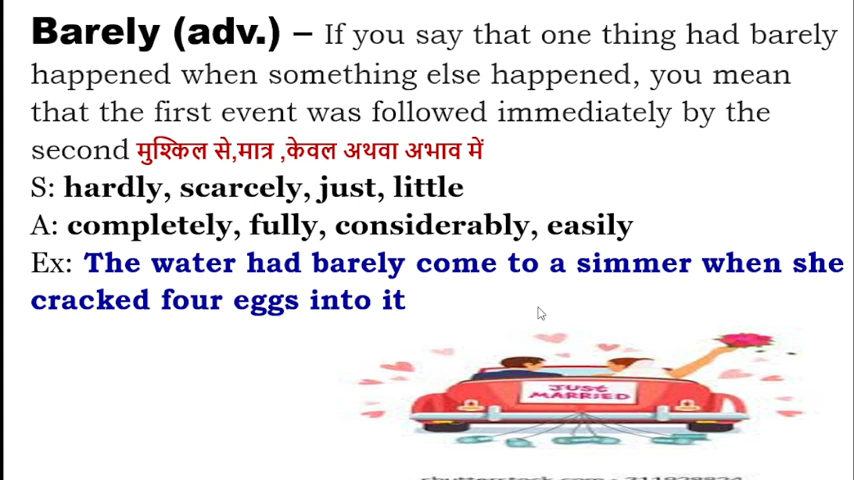 Barely (adv.) – If you say that one thing had barely
happened when something else happened, you mean
that the first event was followed immediately by the
second मुश्किल से,मात्र ,केवल अथवा अभाव में
S: hardly, scarcely, just, little
A: completely, fully, considerably, easily
Ex: The water had barely come to a simmer when she
cracked four eggs into it
JUST
MARRIED